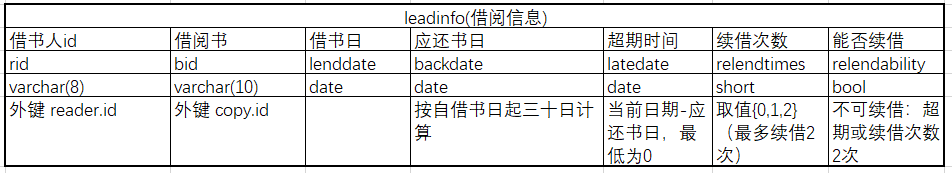 leadinfo(借阅信息)
借书人id 借阅书 借书日 应还书日 超期时间 续借次数 能否续借
rid bid lenddate backdate latedate relendtimes relendability
varchar(8) varchar(10) date date date short bool
外键 reader.id 外键 copy.id 按自借书日起三十日计 当前日期-应 取值{0,1,2} 不可续借：超
算 还书日，最 （最多续借2 期或续借次数
低为0 次） 2次